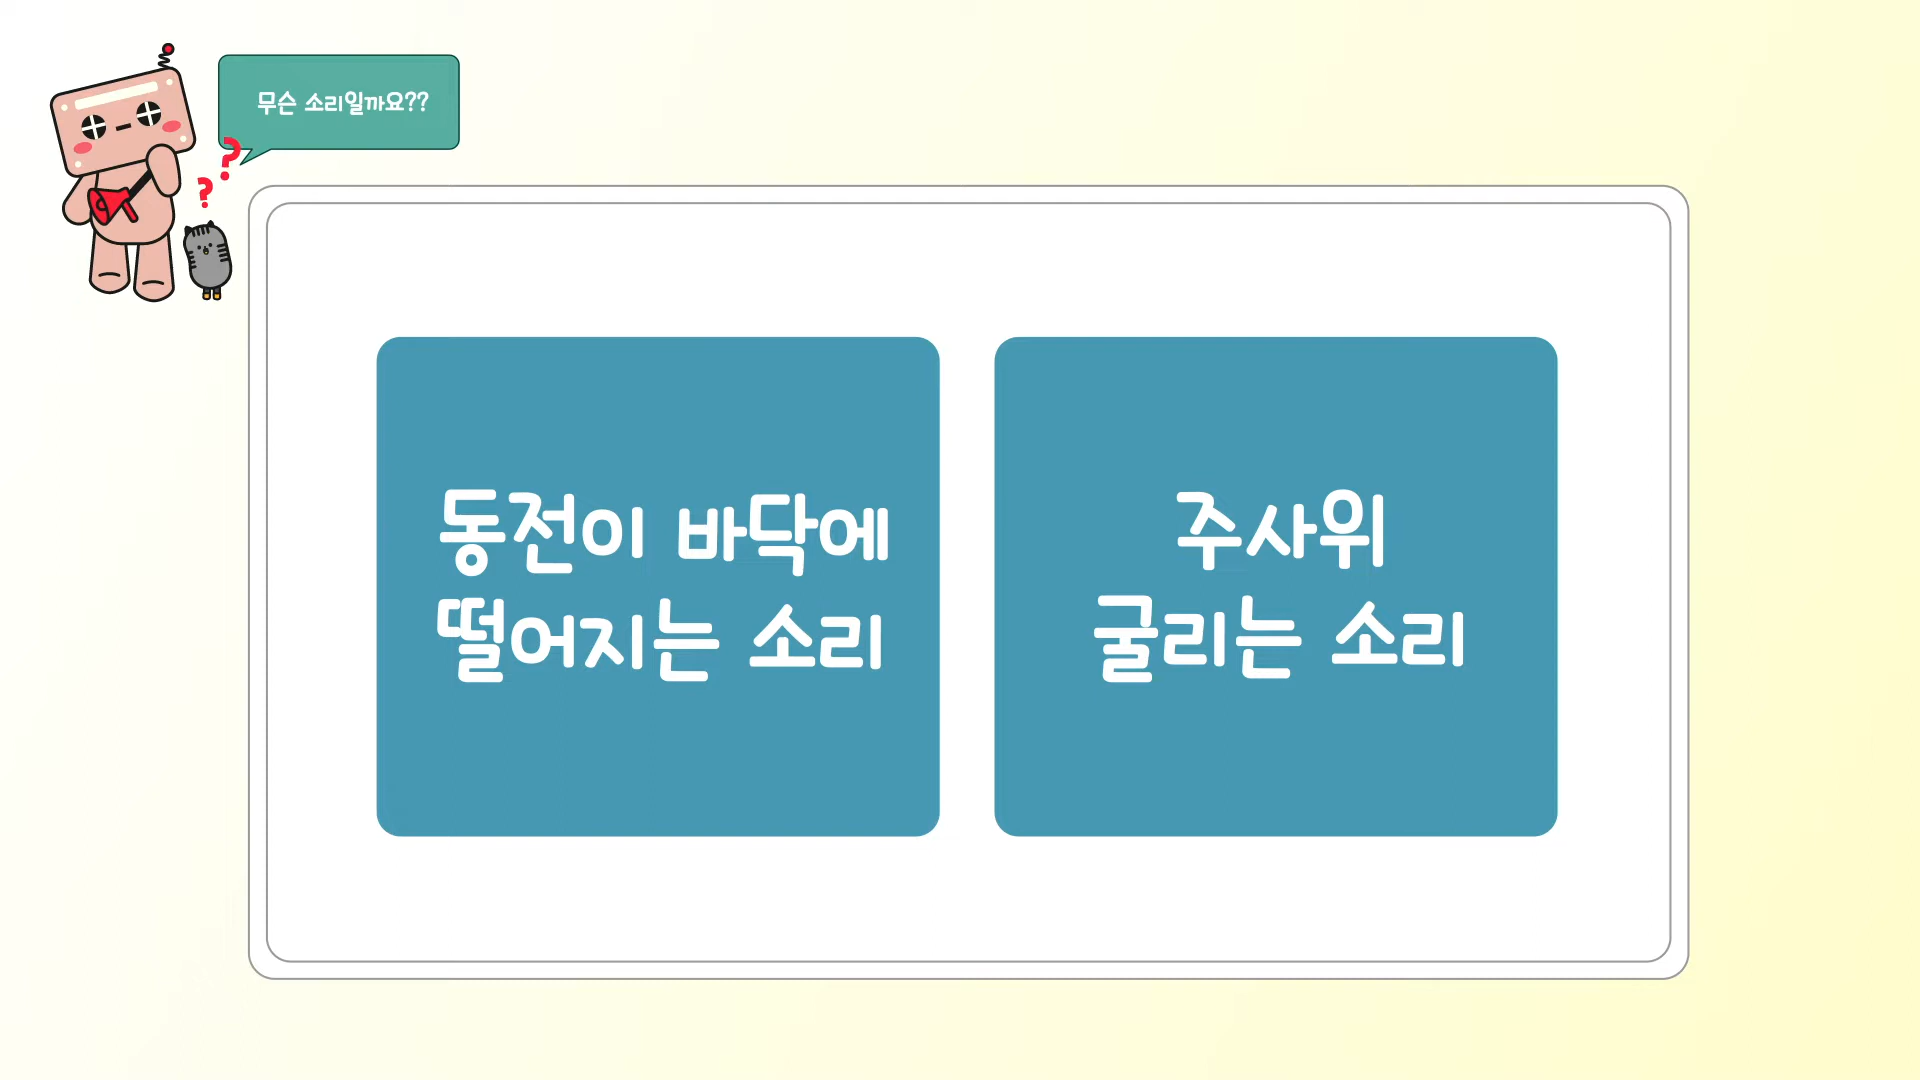 무슨 소리일까요??
동전이 바닥에
떨어지는 소리
주사위
굴리는 소리